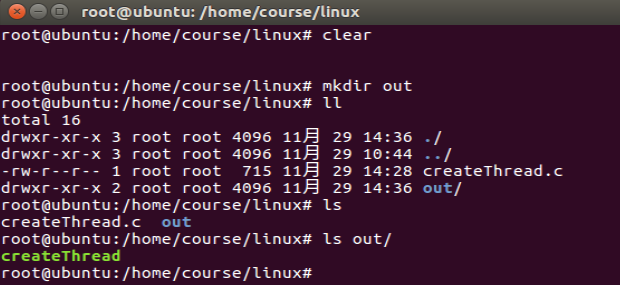 root@ubuntu: /home/course/linux
root@ubuntu:/home/course/linux# clear
root@ubuntu:/home/course/linux# mkdir out
root@ubuntu:/home/course/linux# ll
total 16
drwxr-xr-x 3 root root 4096 11月 29 14:36 ./
drwxr-xr-x 3 root root 4096 11月 29 10:44 ../
-rw-r--r-- 1 root root  715 11月 29 14:28 createThread.c
drwxr-xr-x 2 root root 4096 11月 29 14:36 out/
root@ubuntu:/home/course/linux# ls
createThread.c  out
root@ubuntu:/home/course/linux# ls out/
createThread
root@ubuntu:/home/course/linux#